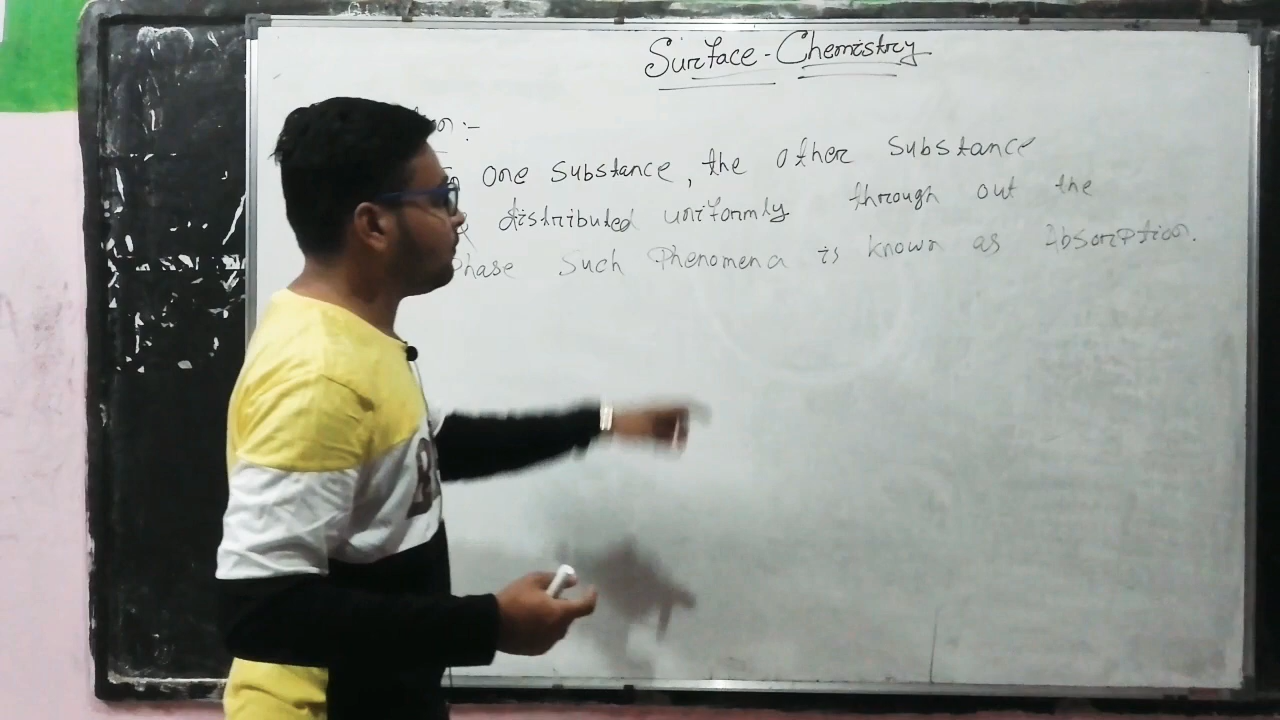 Surface-Chemistry
on :-
one substance, the other substance
distributed uniformly through out the
Phase Such Phenomena is known as Absorption.